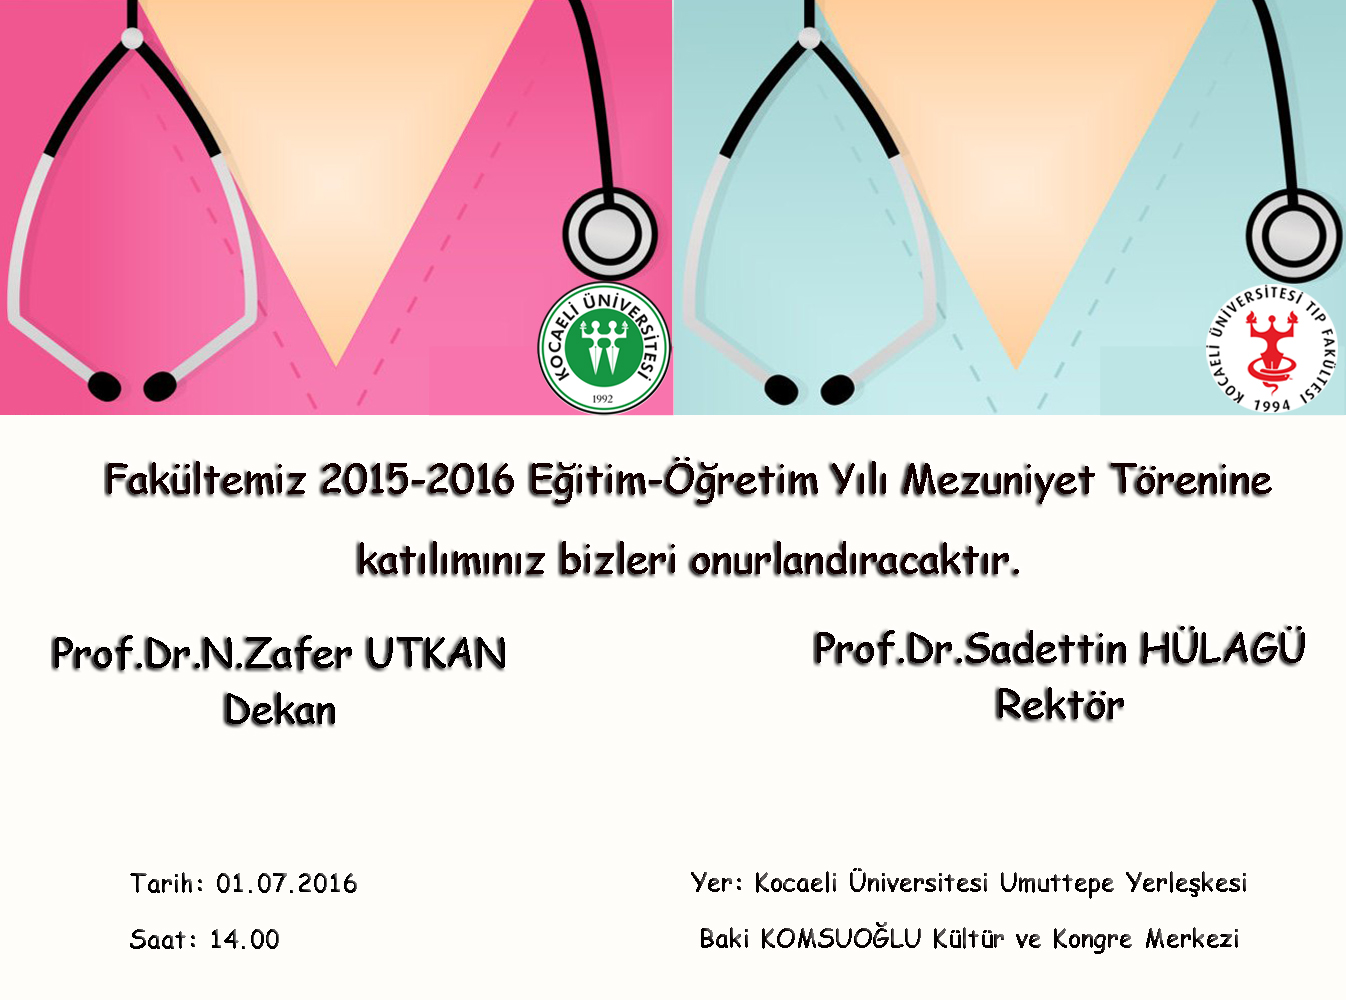 KOCAELİ ÜNİVERSİTESİ
1992
KOCAELİ ÜNİVERSİTESİ TIP FAKÜLTESİ
1994
Fakültemiz 2015-2016 Eğitim-Öğretim Yılı Mezuniyet Törenine
katılımınız bizleri onurlandıracaktır.
Prof.Dr.N.Zafer UTKAN
Dekan
Prof.Dr.Sadettin HÜLAGÜ
Rektör
Tarih: 01.07.2016
Saat: 14.00
Yer: Kocaeli Üniversitesi Umuttepe Yerleşkesi
Baki KOMSUOĞLU Kültür ve Kongre Merkezi